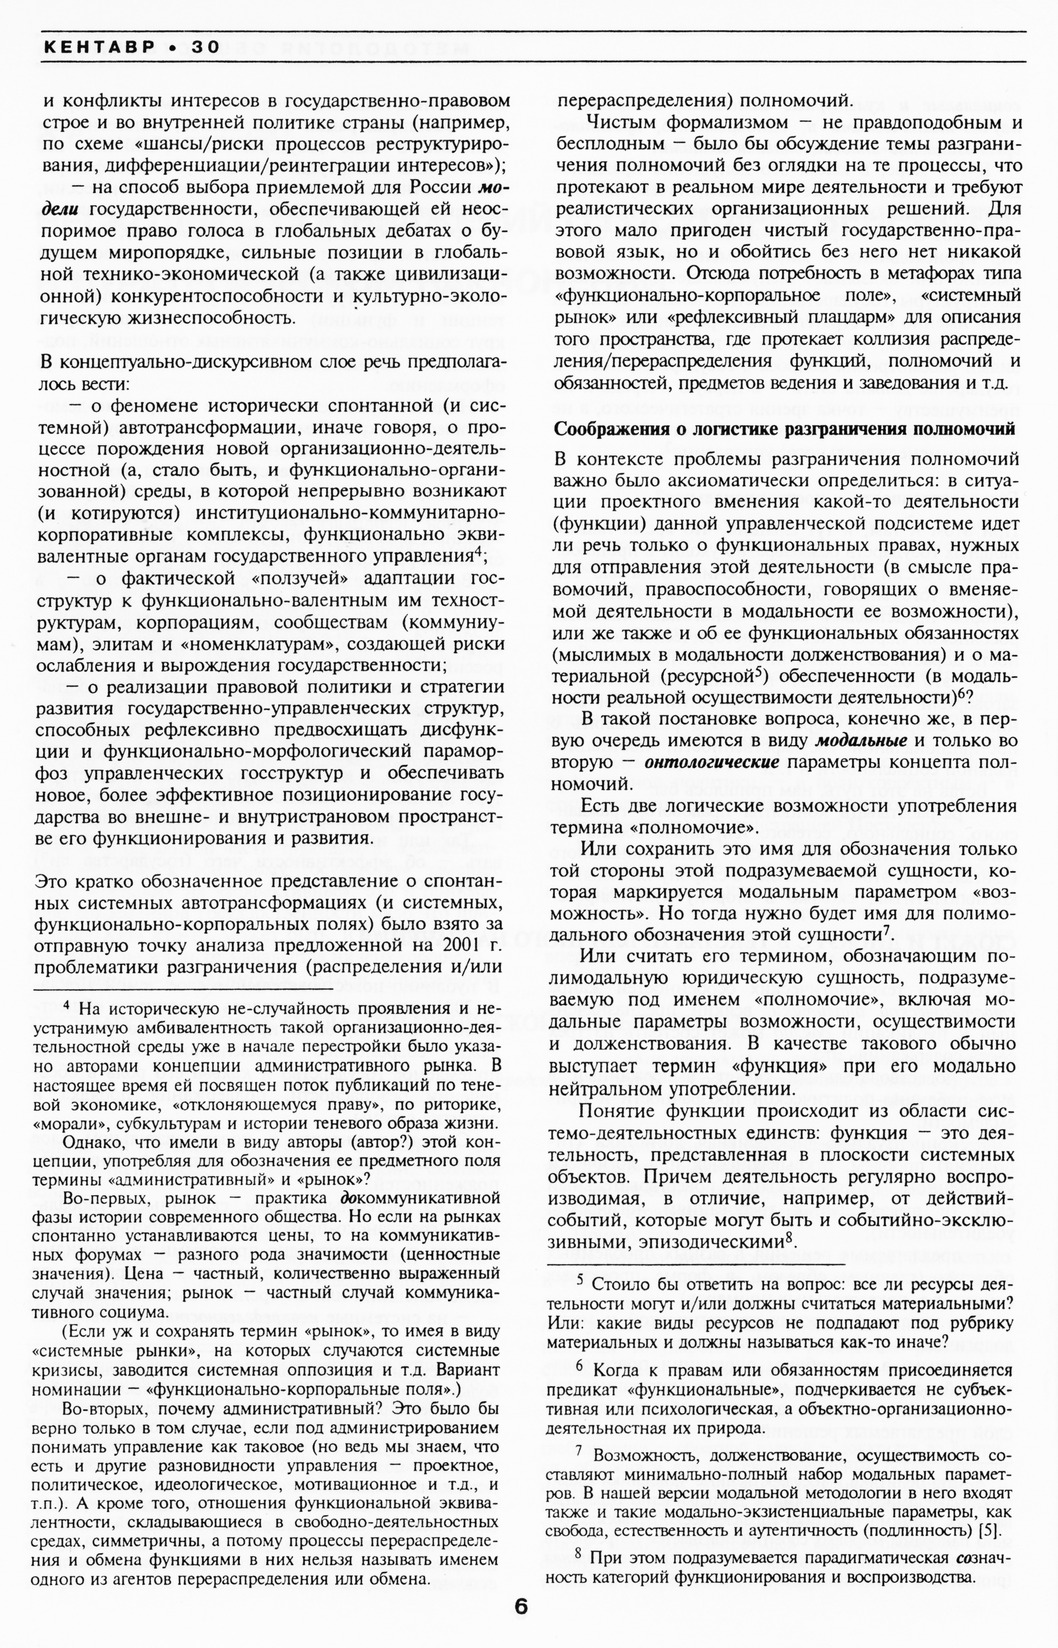 КЕНТАВР • 30
и конфликты интересов в государственно-правовом
строе и во внутренней политике страны (например,
по схеме «шансы/риски процессов реструктуриро-
вания, дифференциации/реинтеграции интересов»);
— на способ выбора приемлемой для России мо-
дели государственности, обеспечивающей ей неос-
поримое право голоса в глобальных дебатах о бу-
дущем миропорядке, сильные позиции в глобаль-
ной технико-экономической (а также цивилизаци-
онной) конкурентоспособности и культурно-эколо-
гическую жизнеспособность.
В концептуально-дискурсивном слое речь предполага-
лось вести:
— о феномене исторически спонтанной (и сис-
темной) автотрансформации, иначе говоря, о про-
цессе порождения новой организационно-деятель-
ностной (а, стало быть, и функционально-органи-
зованной) среды, в которой непрерывно возникают
(и котируются) институционально-коммунитарно-
корпоративные комплексы, функционально экви-
валентные органам государственного управления⁴;
— о фактической «ползучей» адаптации гос-
структур к функционально-валентным им техност-
руктурам, корпорациям, сообществам (коммуниу-
мам), элитам и «номенклатурам», создающей риски
ослабления и вырождения государственности;
— о реализации правовой политики и стратегии
развития государственно-управленческих структур,
способных рефлексивно предвосхищать дисфунк-
ции и функционально-морфологический парамор-
фоз управленческих госструктур и обеспечивать
новое, более эффективное позиционирование госу-
дарства во внешне- и внутристрановом пространст-
ве его функционирования и развития.
Это кратко обозначенное представление о спонтан-
ных системных автотрансформациях (и системных,
функционально-корпоральных полях) было взято за
отправную точку анализа предложенной на 2001 г.
проблематики разграничения (распределения и/или
⁴ На историческую не-случайность проявления и не-
устранимую амбивалентность такой организационно-дея-
тельностной среды уже в начале перестройки было указа-
но авторами концепции административного рынка. В
настоящее время ей посвящен поток публикаций по тене-
вой экономике, «отклоняющемуся праву», по риторике,
«морали», субкультурам и истории теневого образа жизни.
Однако, что имели в виду авторы (автор?) этой кон-
цепции, употребляя для обозначения ее предметного поля
термины «административный» и «рынок»?
Во-первых, рынок — практика докоммуникативной
фазы истории современного общества. Но если на рынках
спонтанно устанавливаются цены, то на коммуникатив-
ных форумах — разного рода значимости (ценностные
значения). Цена — частный, количественно выраженный
случай значения; рынок — частный случай коммуника-
тивного социума.
(Если уж и сохранять термин «рынок», то имея в виду
«системные рынки», на которых случаются системные
кризисы, заводится системная оппозиция и т.д. Вариант
номинации — «функционально-корпоральные поля».)
Во-вторых, почему административный? Это было бы
верно только в том случае, если под администрированием
понимать управление как таковое (но ведь мы знаем, что
есть и другие разновидности управления — проектное,
политическое, идеологическое, мотивационное и т.д., и
т.п.). А кроме того, отношения функциональной эквива-
лентности, складывающиеся в свободно-деятельностных
средах, симметричны, а потому процессы перераспределе-
ния и обмена функциями в них нельзя называть именем
одного из агентов перераспределения или обмена.
перераспределения) полномочий.
Чистым формализмом — не правдоподобным и
бесплодным — было бы обсуждение темы разграни-
чения полномочий без оглядки на те процессы, что
протекают в реальном мире деятельности и требуют
реалистических организационных решений. Для
этого мало пригоден чистый государственно-пра-
вовой язык, но и обойтись без него нет никакой
возможности. Отсюда потребность в метафорах типа
«функционально-корпоральное поле», «системный
рынок» или «рефлексивный плацдарм» для описания
того пространства, где протекает коллизия распреде-
ления/перераспределения функций, полномочий и
обязанностей, предметов ведения и заведования и т.д.
Соображения о логистике разграничения полномочий
В контексте проблемы разграничения полномочий
важно было аксиоматически определиться: в ситуа-
ции проектного вменения какой-то деятельности
(функции) данной управленческой подсистеме идет
ли речь только о функциональных правах, нужных
для отправления этой деятельности (в смысле пра-
вомочий, правоспособности, говорящих о вменяе-
мой деятельности в модальности ее возможности),
или же также и об ее функциональных обязанностях
(мыслимых в модальности долженствования) и о ма-
териальной (ресурсной⁵) обеспеченности (в модаль-
ности реальной осуществимости деятельности)⁶?
В такой постановке вопроса, конечно же, в пер-
вую очередь имеются в виду модальные и только во
вторую — онтологические параметры концепта пол-
номочий.
Есть две логические возможности употребления
термина «полномочие».
Или сохранить это имя для обозначения только
той стороны этой подразумеваемой сущности, ко-
торая маркируется модальным параметром «воз-
можность». Но тогда нужно будет имя для полимо-
дального обозначения этой сущности⁷.
Или считать его термином, обозначающим по-
лимодальную юридическую сущность, подразуме-
ваемую под именем «полномочие», включая мо-
дальные параметры возможности, осуществимости
и долженствования. В качестве такового обычно
выступает термин «функция» при его модально
нейтральном употреблении.
Понятие функции происходит из области сис-
темо-деятельностных единств: функция — это дея-
тельность, представленная в плоскости системных
объектов. Причем деятельность регулярно воспро-
изводимая, в отличие, например, от действий-
событий, которые могут быть и событийно-эксклю-
зивными, эпизодическими⁸.
⁵ Стоило бы ответить на вопрос: все ли ресурсы дея-
тельности могут и/или должны считаться материальными?
Или: какие виды ресурсов не подпадают под рубрику
материальных и должны называться как-то иначе?
⁶ Когда к правам или обязанностям присоединяется
предикат «функциональные», подчеркивается не субъек-
тивная или психологическая, а объектно-организационно-
деятельностная их природа.
⁷ Возможность, долженствование, осуществимость со-
ставляют минимально-полный набор модальных парамет-
ров. В нашей версии модальной методологии в него входят
также и такие модально-экзистенциальные параметры, как
свобода, естественность и аутентичность (подлинность) [5].
⁸ При этом подразумевается парадигматическая сознач-
ность категорий функционирования и воспроизводства.
6